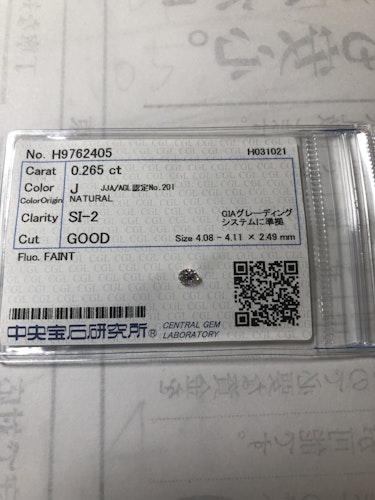 No. H9762405 H031021
Carat 0.265 ct
Color J JJA/AGL認定No.201
ColorOrigin NATURAL
Clarity SI-2 GIAグレーディング
システムに準拠
Cut GOOD Size 4.08 - 4.11 × 2.49 mm
Fluo. FAINT
中央宝石研究所® CENTRAL GEM
LABORATORY